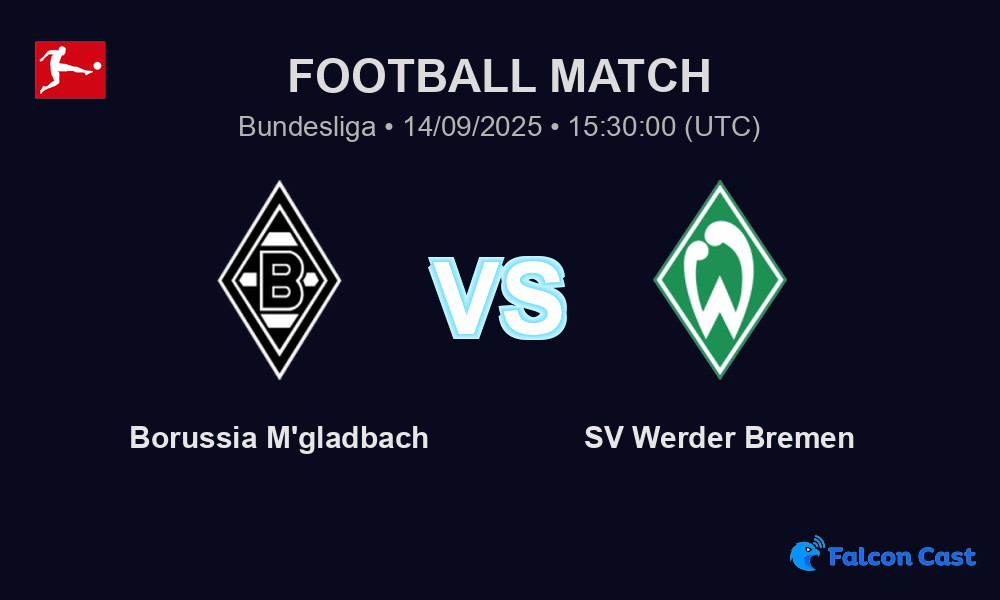 FOOTBALL MATCH
Bundesliga • 14/09/2025 • 15:30:00 (UTC)
B
VS
W
Borussia M'gladbach
SV Werder Bremen
Falcon Cast